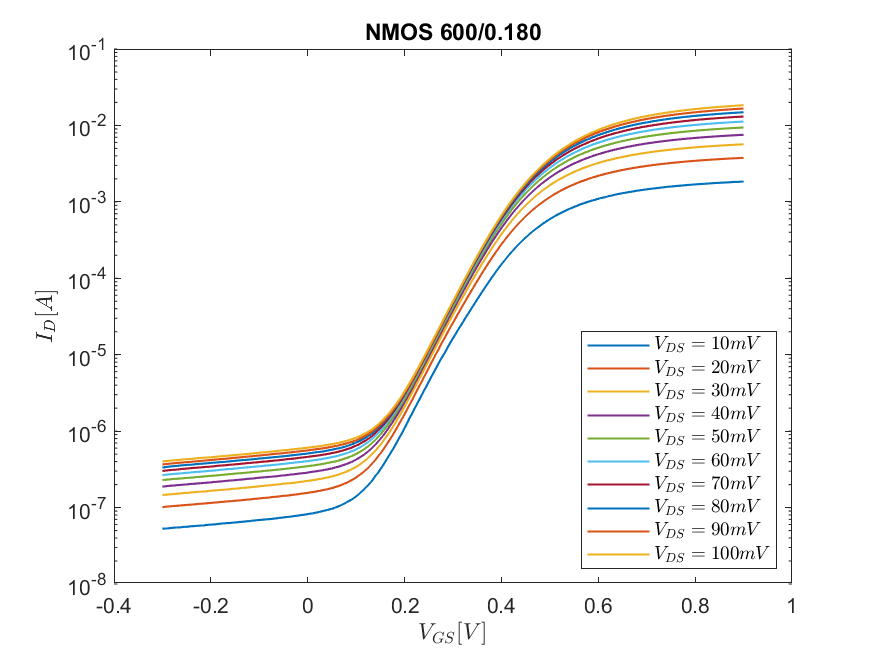 NMOS 600/0.180
10^-1
10^-2
10^-3
10^-4
10^-5
10^-6
10^-7
10^-8
I_D[A]
V_DS = 10mV
V_DS = 20mV
V_DS = 30mV
V_DS = 40mV
V_DS = 50mV
V_DS = 60mV
V_DS = 70mV
V_DS = 80mV
V_DS = 90mV
V_DS = 100mV
-0.4 -0.2 0 0.2 0.4 0.6 0.8 1
V_GS[V]